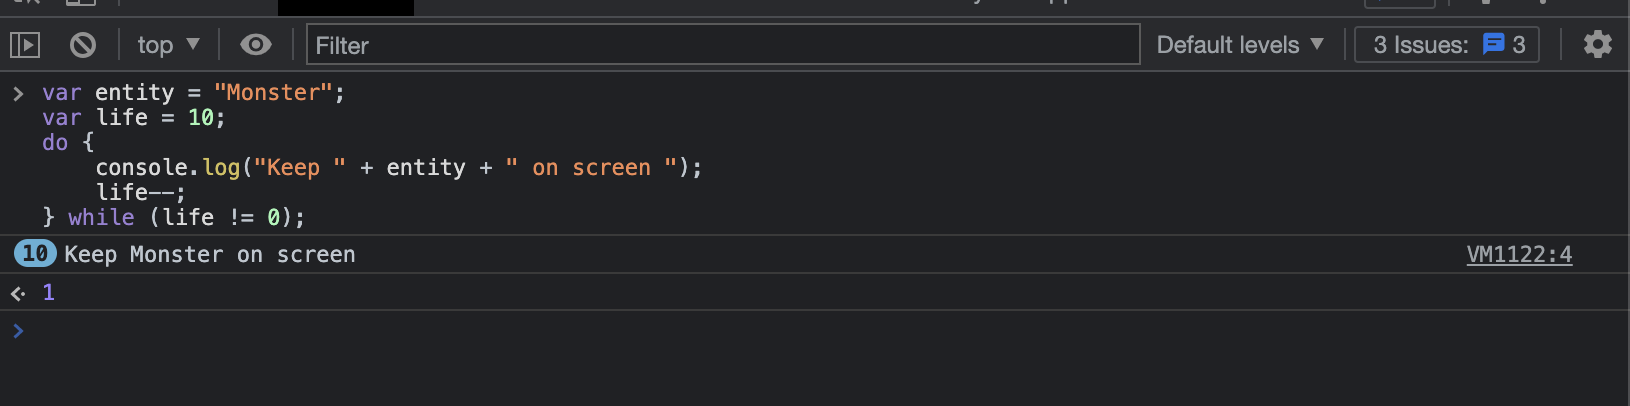 top ▼ Filter Default levels ▼ 3 Issues: 3
var entity = "Monster";
var life = 10;
do {
    console.log("Keep " + entity + " on screen ");
    life--;
} while (life != 0);
10 Keep Monster on screen VM1122:4
1